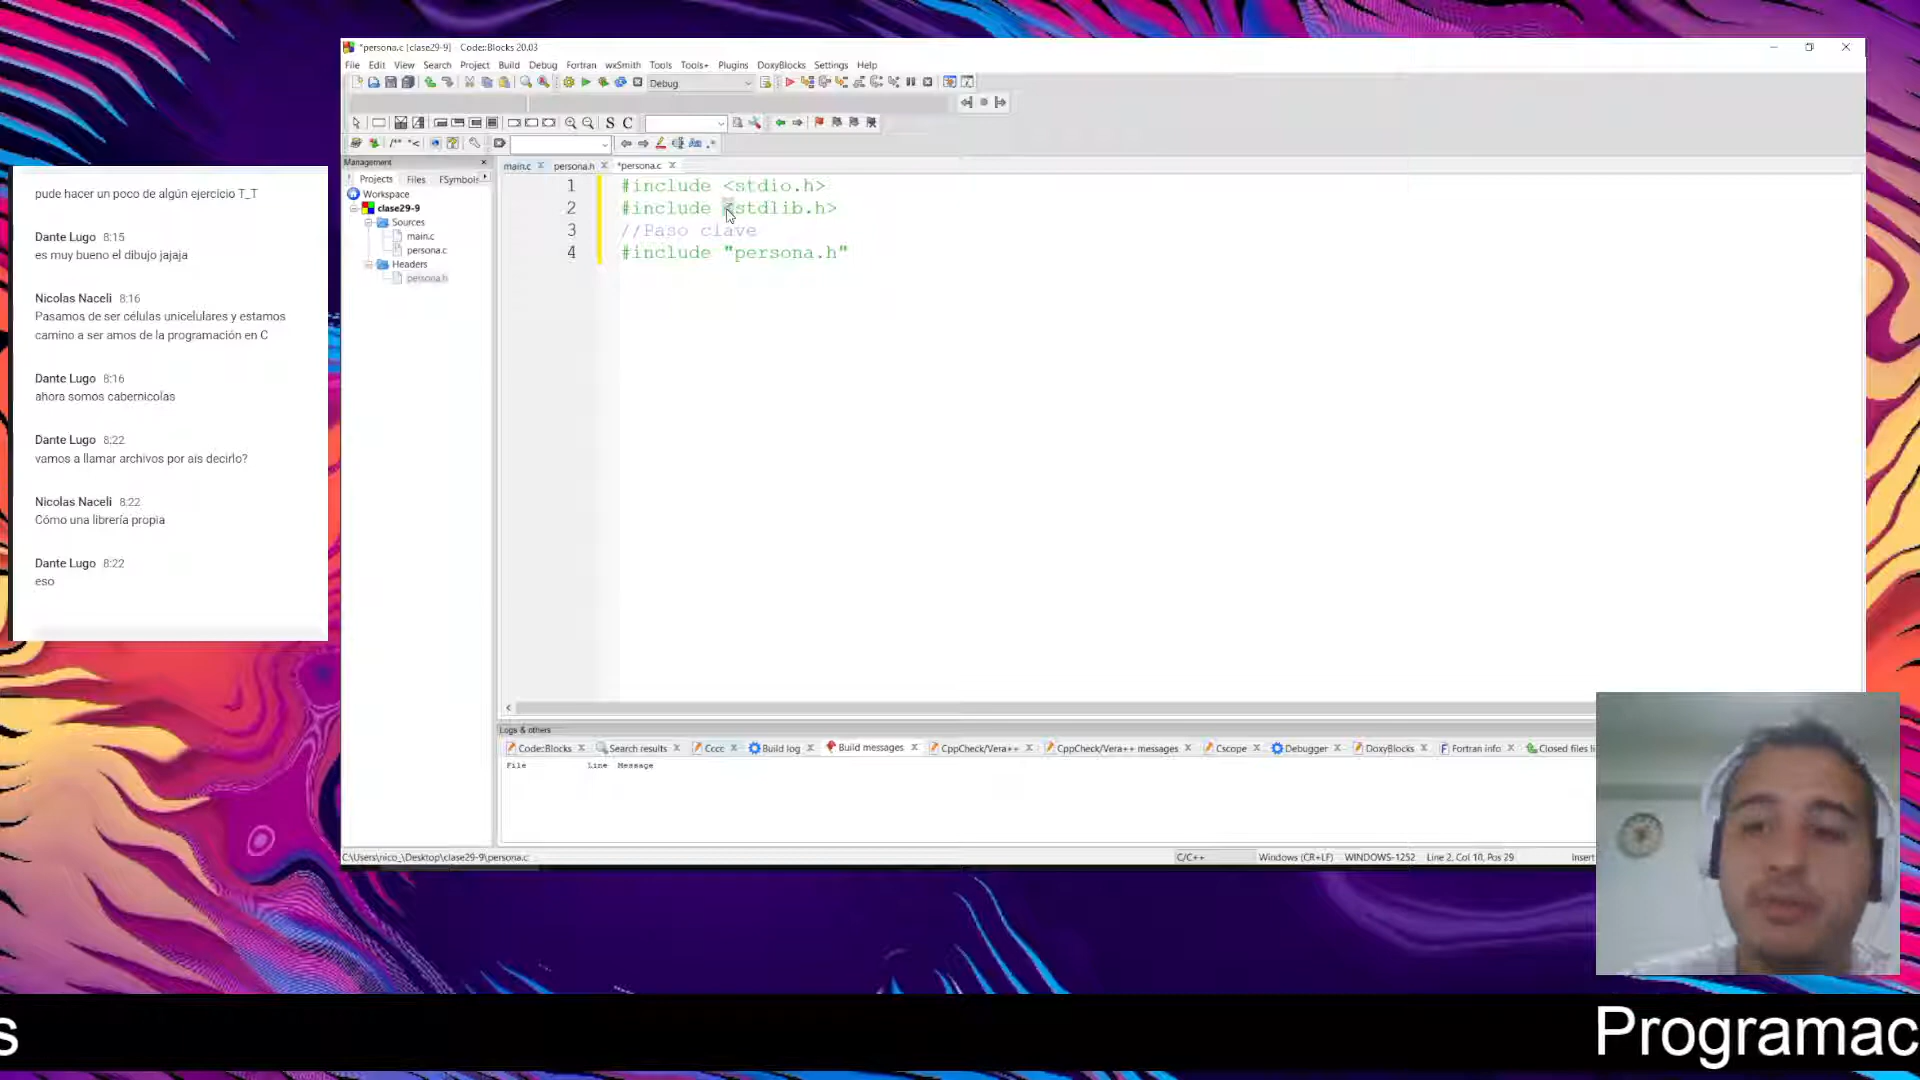 *persona.c [clase29-9] Code::Blocks 20.03
File Edit View Search Project Build Debug Fortran wxSmith Tools Tools+ Plugins DoxyBlocks Settings Help
Debug
S C
/** *<
Management
Projects Files FSymbols
Workspace
clase29-9
Sources
main.c
persona.c
Headers
persona.h
main.c persona.h *persona.c
1 #include <stdio.h>
2 #include <stdlib.h>
3 //Paso clave
4 #include "persona.h"
Logs & others
Code::Blocks Search results Cccc Build log Build messages CppCheck/Vera++ CppCheck/Vera++ messages Cscope Debugger DoxyBlocks Fortran info Closed files li
File Line Message
C:\Users\nico_\Desktop\clase29-9\persona.c C/C++ Windows (CR+LF) WINDOWS-1252 Line 2, Col 10, Pos 29 Insert
pude hacer un poco de algún ejercicio T_T
Dante Lugo 8:15
es muy bueno el dibujo jajaja
Nicolas Naceli 8:16
Pasamos de ser células unicelulares y estamos
camino a ser amos de la programación en C
Dante Lugo 8:16
ahora somos cabernicolas
Dante Lugo 8:22
vamos a llamar archivos por ais decirlo?
Nicolas Naceli 8:22
Cómo una librería propia
Dante Lugo 8:22
eso
s Programac